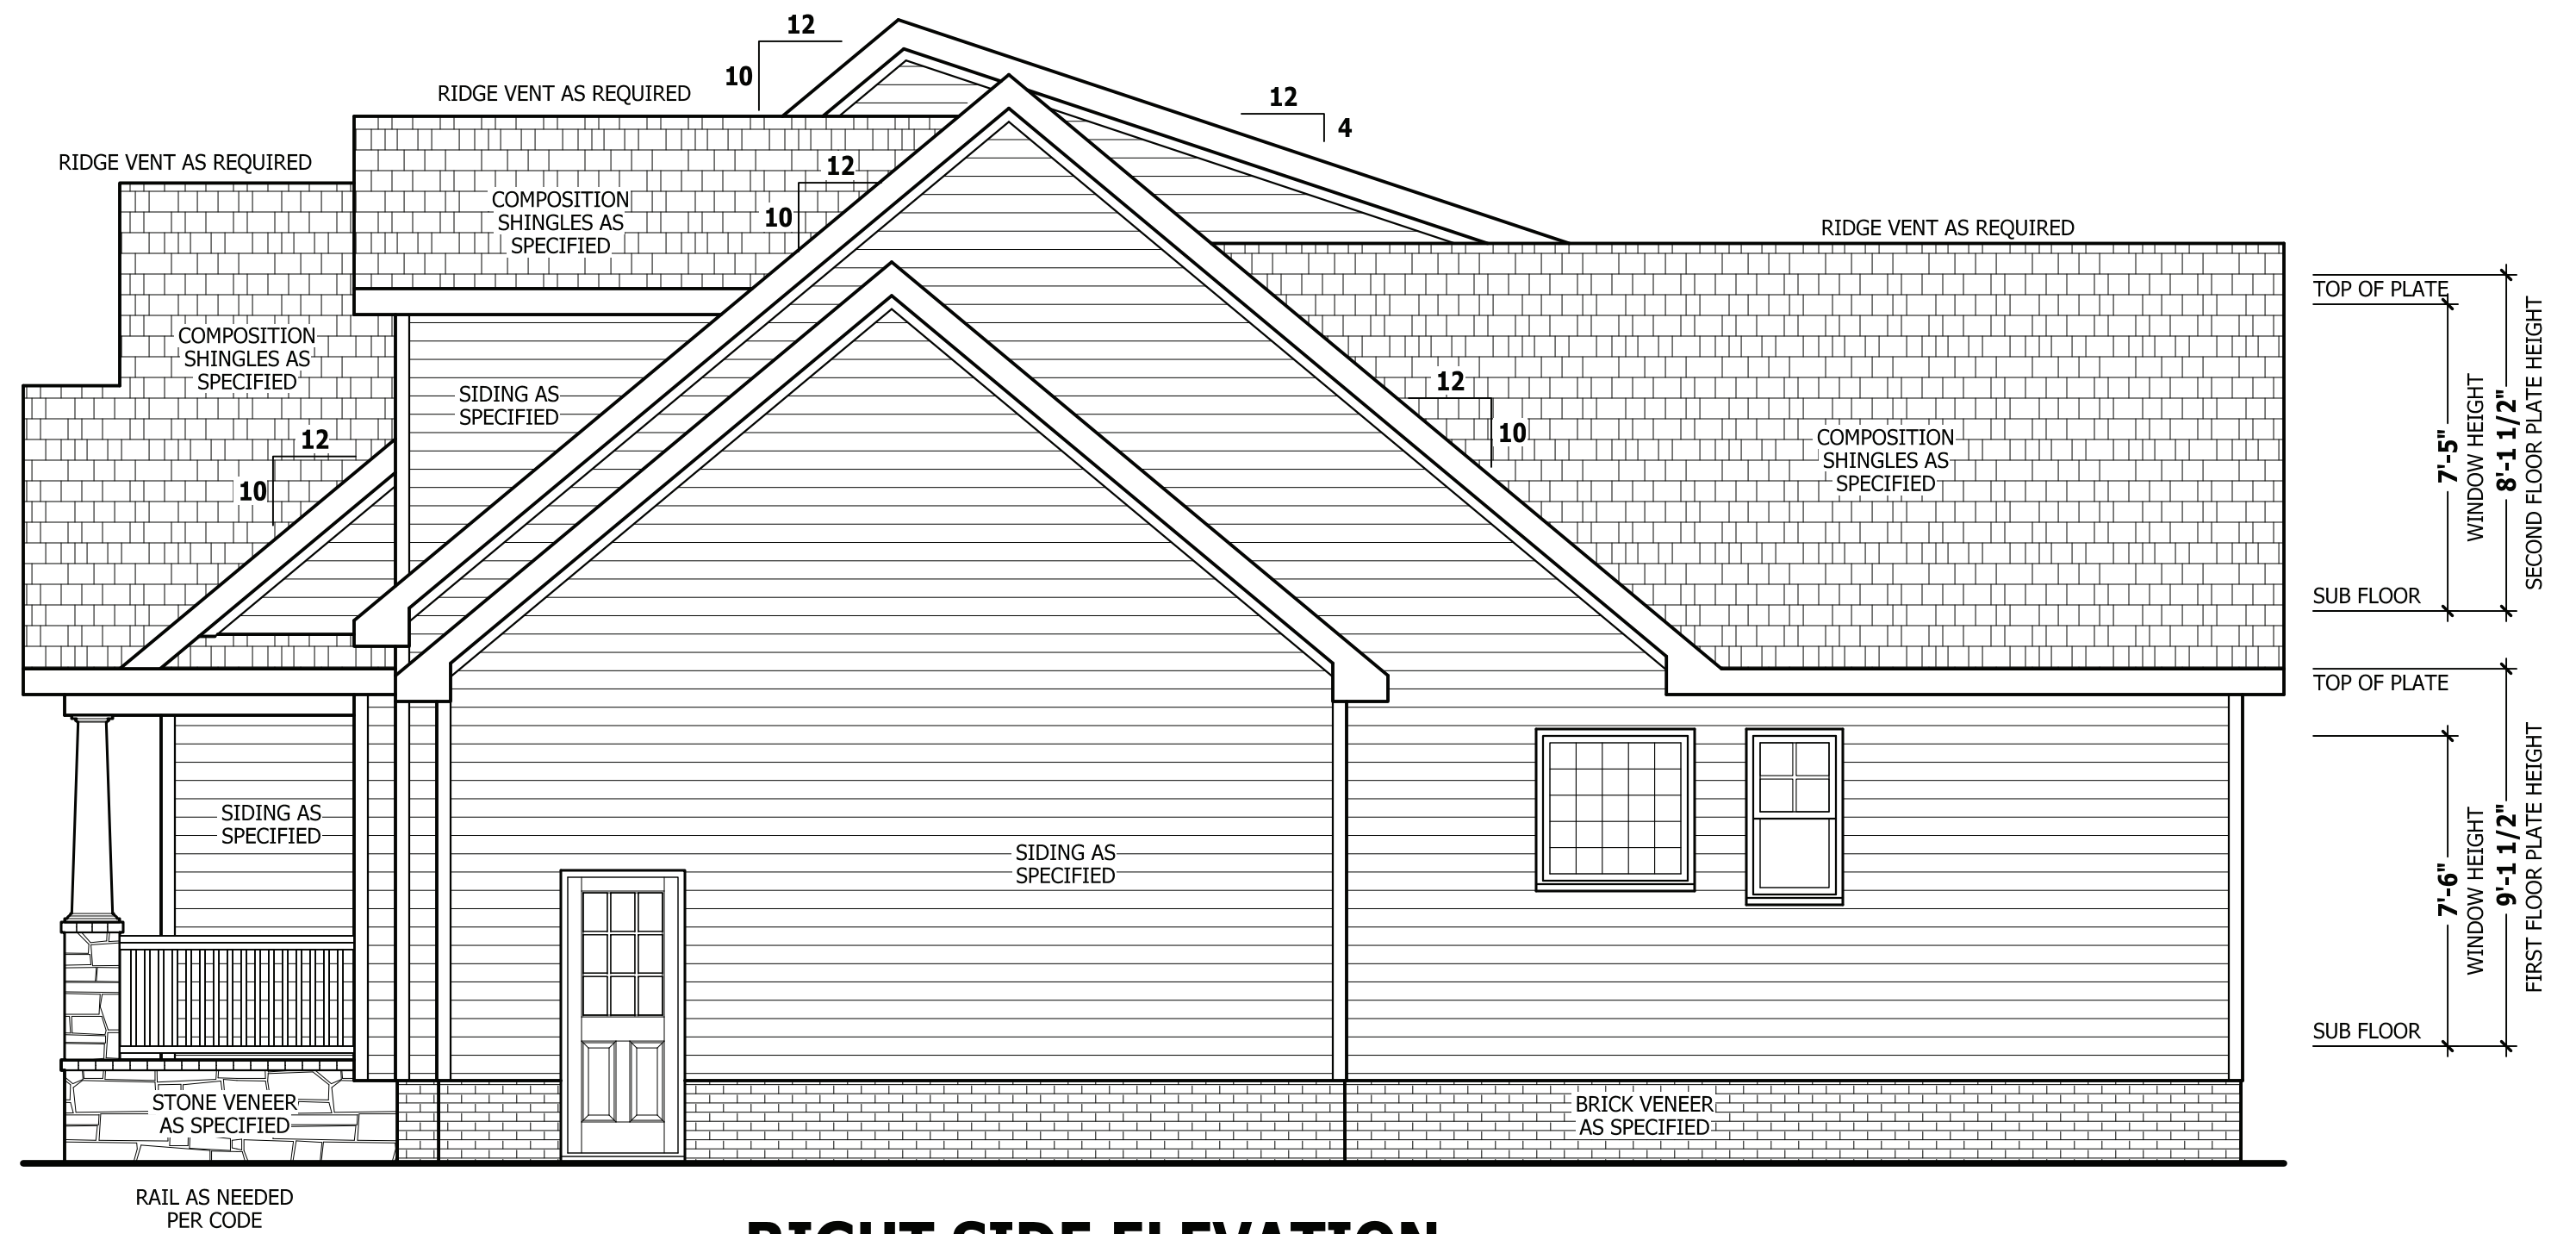 12
10
RIDGE VENT AS REQUIRED
12
4
RIDGE VENT AS REQUIRED
12
10
COMPOSITION
SHINGLES AS
SPECIFIED
RIDGE VENT AS REQUIRED
TOP OF PLATE
COMPOSITION
SHINGLES AS
SPECIFIED
SIDING AS
SPECIFIED
12
10
12
10
COMPOSITION
SHINGLES AS
SPECIFIED
7'-5"
WINDOW HEIGHT
8'-1 1/2"
SECOND FLOOR PLATE HEIGHT
SUB FLOOR
TOP OF PLATE
SIDING AS
SPECIFIED
SIDING AS
SPECIFIED
7'-6"
WINDOW HEIGHT
9'-1 1/2"
FIRST FLOOR PLATE HEIGHT
SUB FLOOR
STONE VENEER
AS SPECIFIED
BRICK VENEER
AS SPECIFIED
RAIL AS NEEDED
PER CODE
RIGHT SIDE ELEVATION